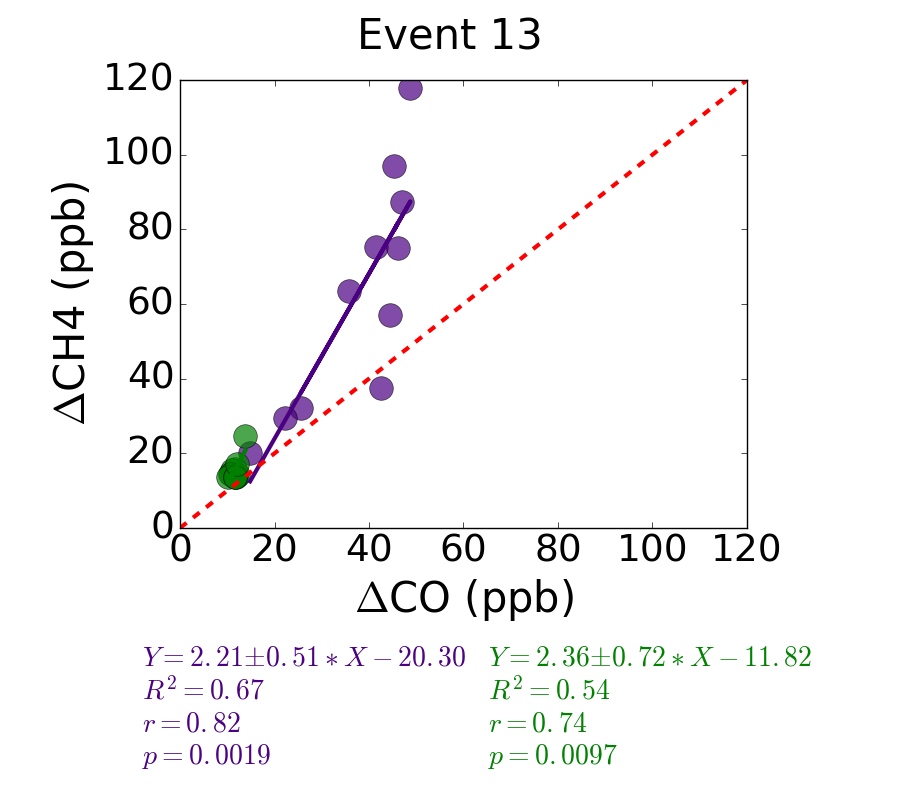 Event 13
120
100
80
60
40
20
0
ΔCH4 (ppb)
0 20 40 60 80 100 120
ΔCO (ppb)
Y=2.21±0.51∗X−20.30
R²=0.67
r=0.82
p=0.0019
Y=2.36±0.72∗X−11.82
R²=0.54
r=0.74
p=0.0097